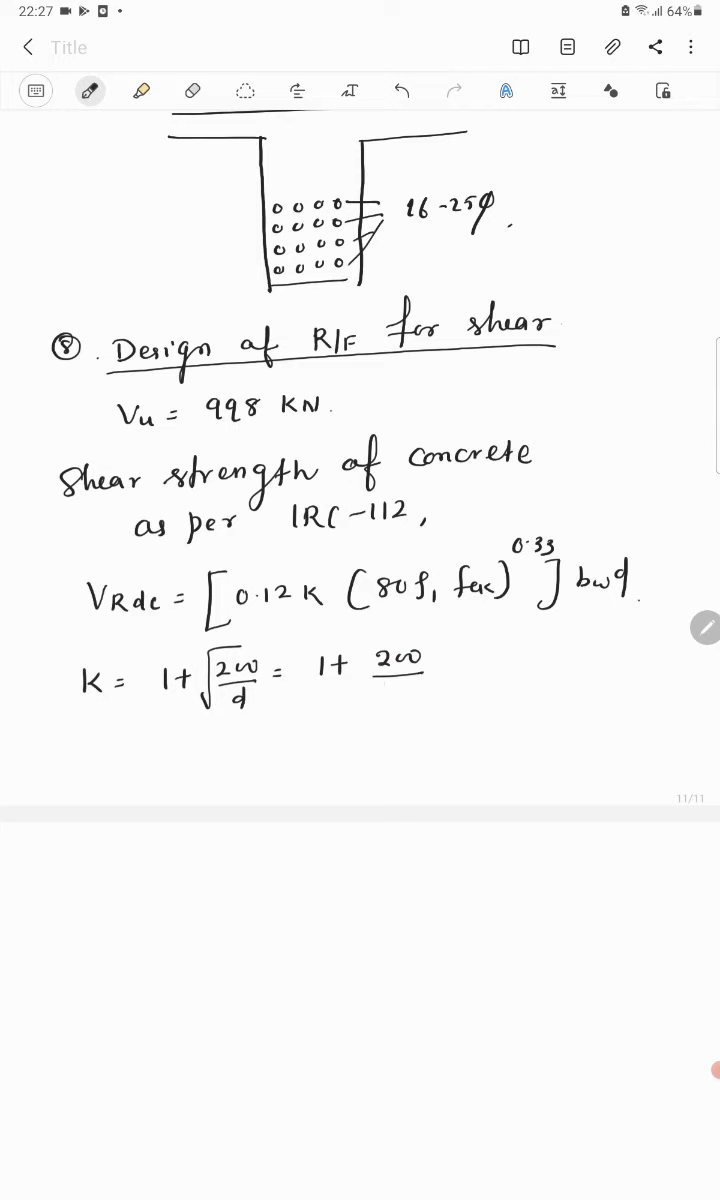 22:27
64%
Title
16-25φ.
⑧. Design of R/F for shear
Vu = 998 KN.
Shear strength of concrete
as per IRC-112,
VRdc = [0.12 K (80ρ1 fck)^0.33] bwd.
K = 1+√(200/d) = 1+ 200
11/11